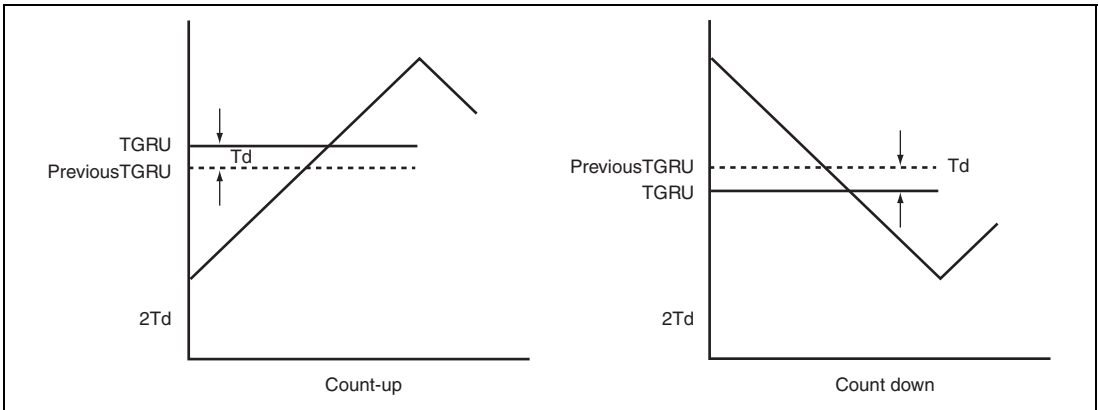 TGRU
Td
PreviousTGRU
2Td
Count-up
PreviousTGRU
Td
TGRU
2Td
Count down